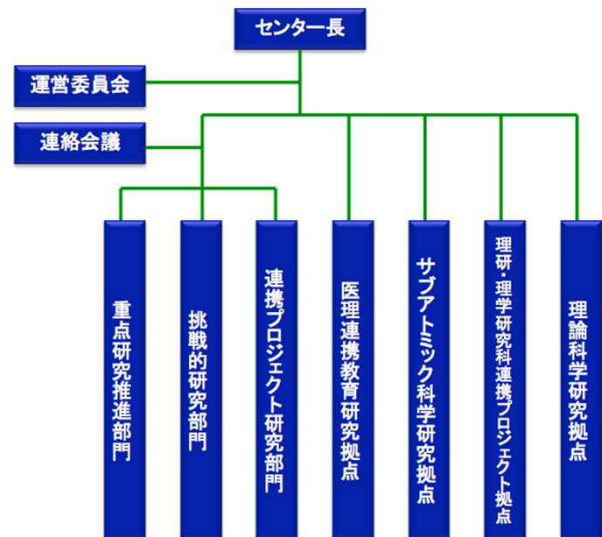 センター長
運営委員会
連絡会議
重点研究推進部門
挑戦的研究部門
連携プロジェクト研究部門
医理連携教育研究拠点
サブアトミック科学研究拠点
理研・理学研究科連携プロジェクト拠点
理論科学研究拠点